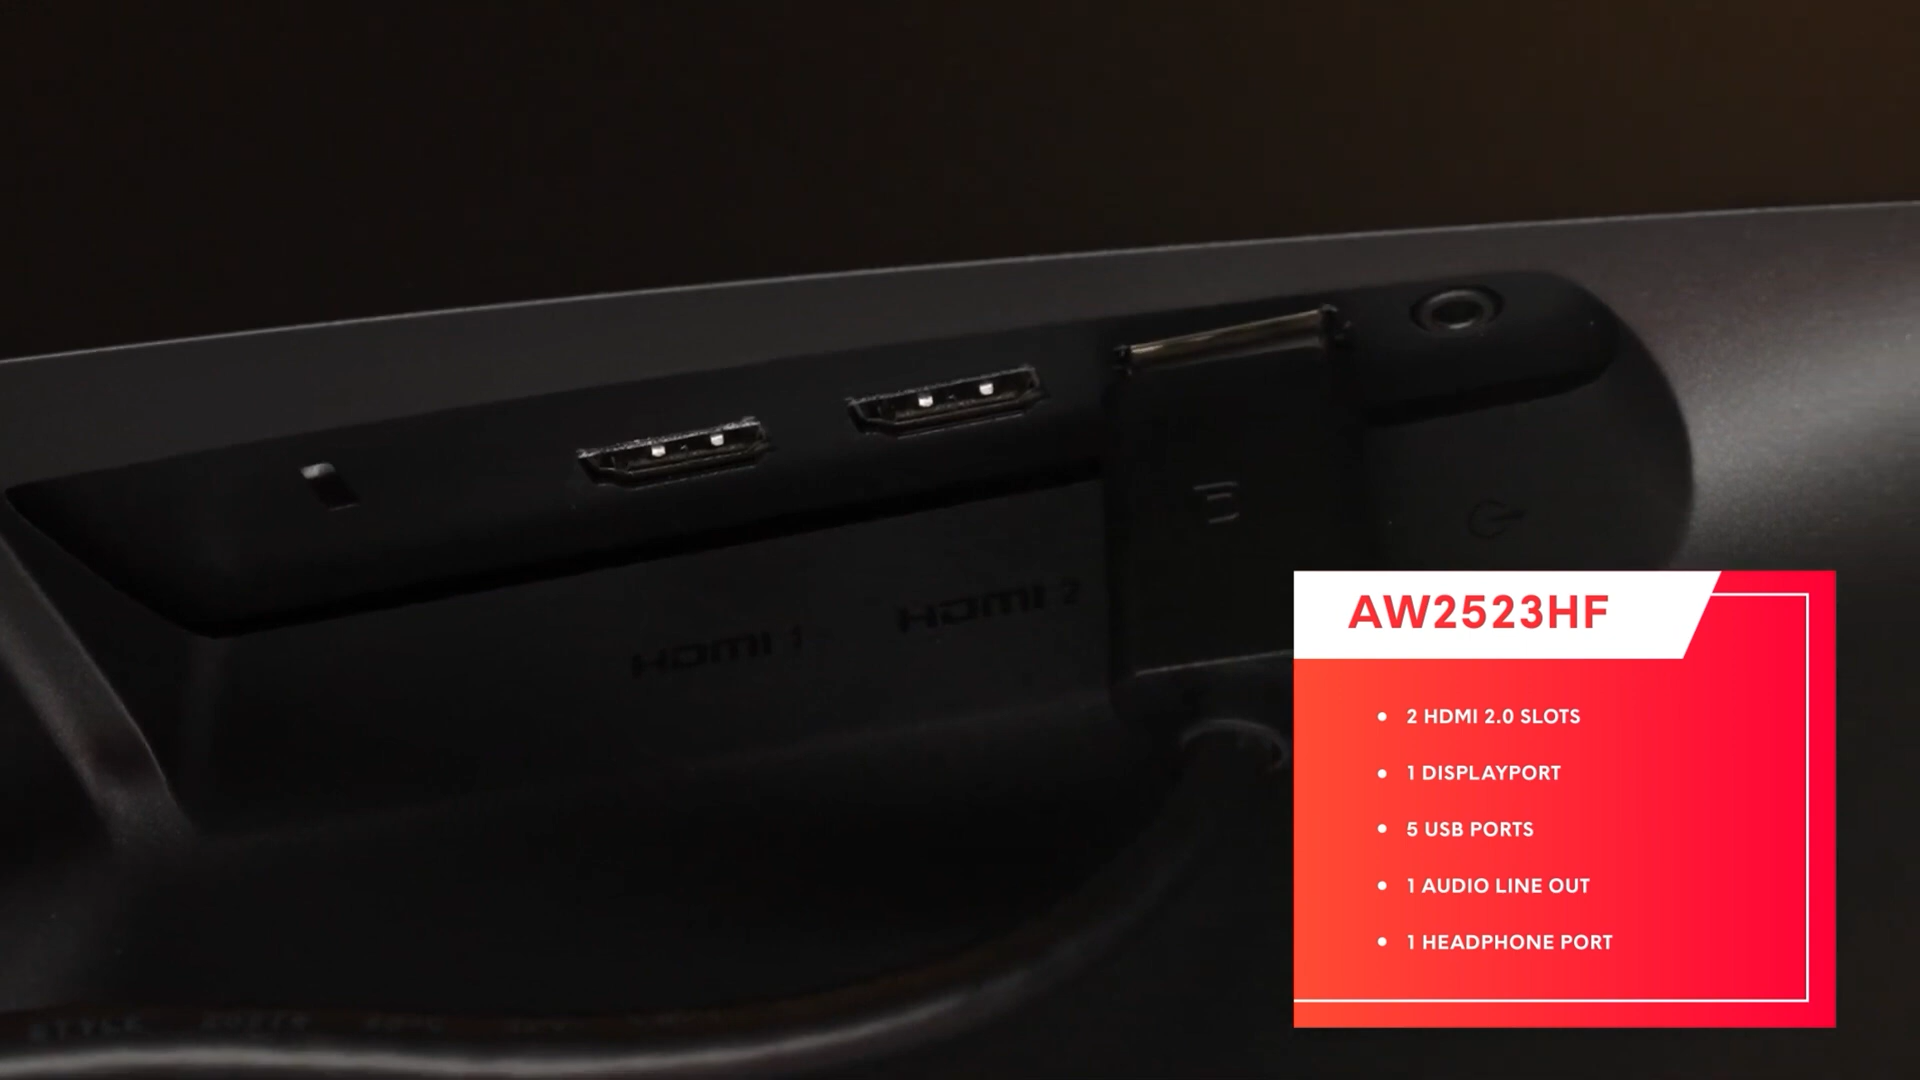 HDMI 1
HDMI 2
AW2523HF
• 2 HDMI 2.0 SLOTS
• 1 DISPLAYPORT
• 5 USB PORTS
• 1 AUDIO LINE OUT
• 1 HEADPHONE PORT